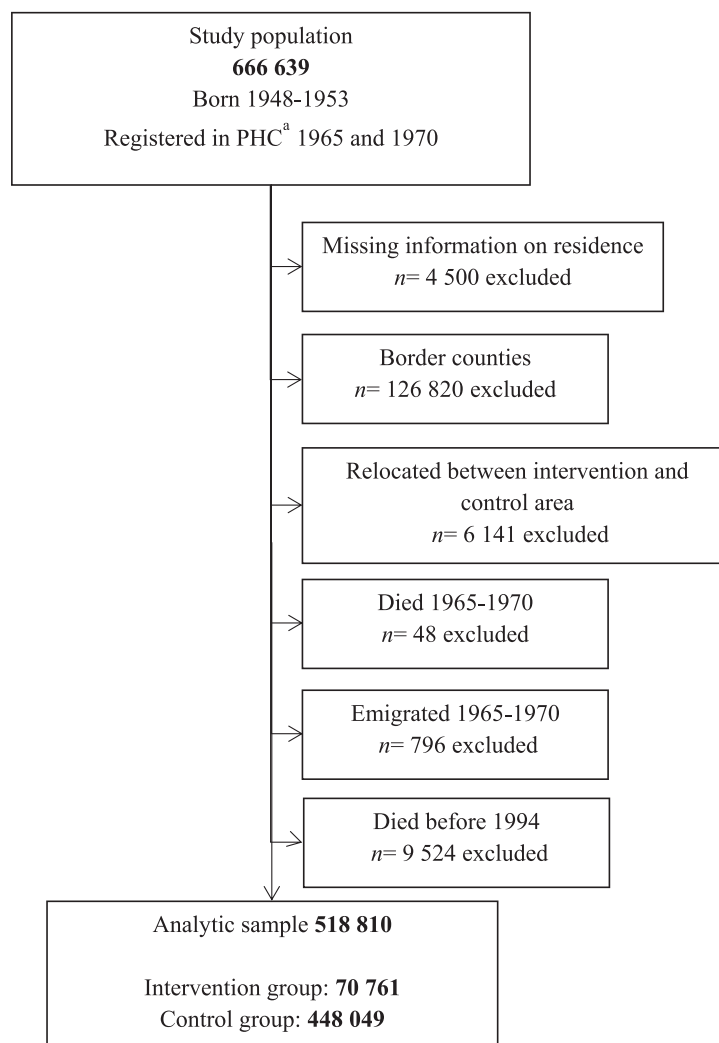 Study population
666 639
Born 1948-1953
Registered in PHCa 1965 and 1970
Missing information on residence
n= 4 500 excluded
Border counties
n= 126 820 excluded
Relocated between intervention and
control area
n= 6 141 excluded
Died 1965-1970
n= 48 excluded
Emigrated 1965-1970
n= 796 excluded
Died before 1994
n= 9 524 excluded
Analytic sample 518 810
Intervention group: 70 761
Control group: 448 049